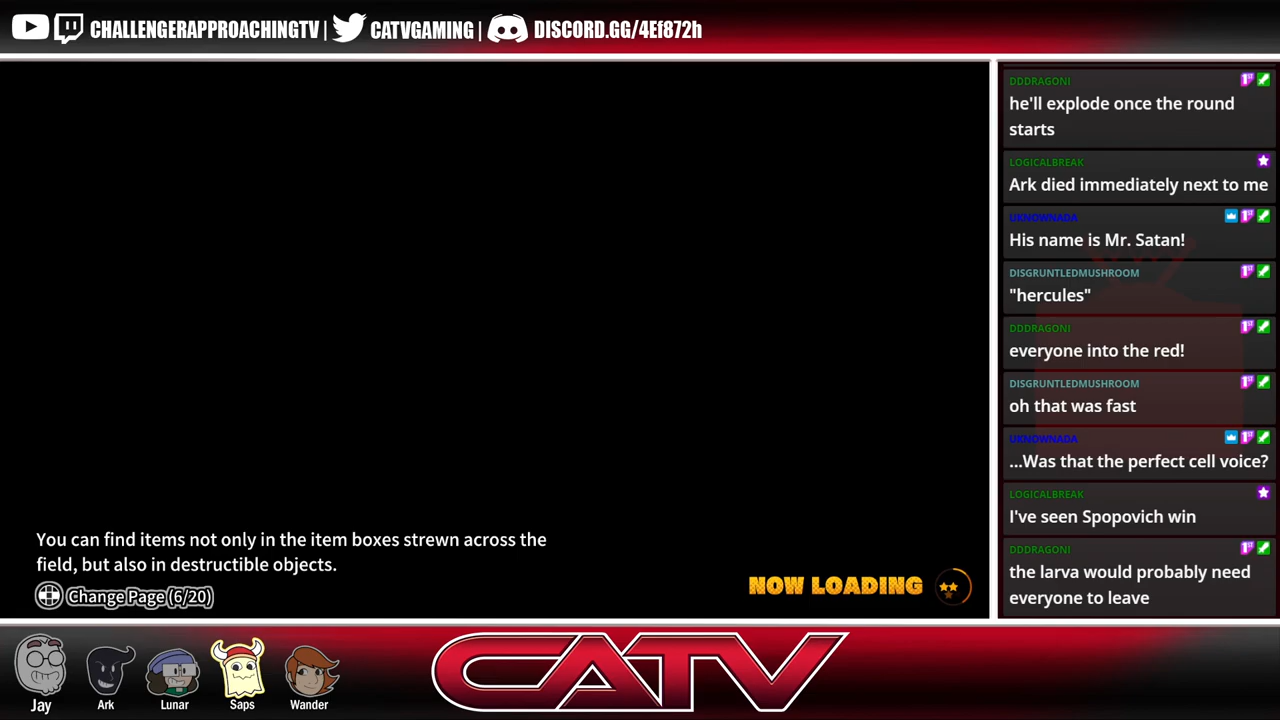 CHALLENGERAPPROACHINGTV | CATVGAMING | DISCORD.GG/4Ef872h
DDDRAGONI
he'll explode once the round
starts
LOGICALBREAK
Ark died immediately next to me
UKNOWNADA
His name is Mr. Satan!
DISGRUNTLEDMUSHROOM
"hercules"
DDDRAGONI
everyone into the red!
DISGRUNTLEDMUSHROOM
oh that was fast
UKNOWNADA
...Was that the perfect cell voice?
LOGICALBREAK
I've seen Spopovich win
DDDRAGONI
the larva would probably need
everyone to leave
You can find items not only in the item boxes strewn across the
field, but also in destructible objects.
Change Page (6/20)
NOW LOADING
Jay
Ark
Lunar
Saps
Wander
CATV